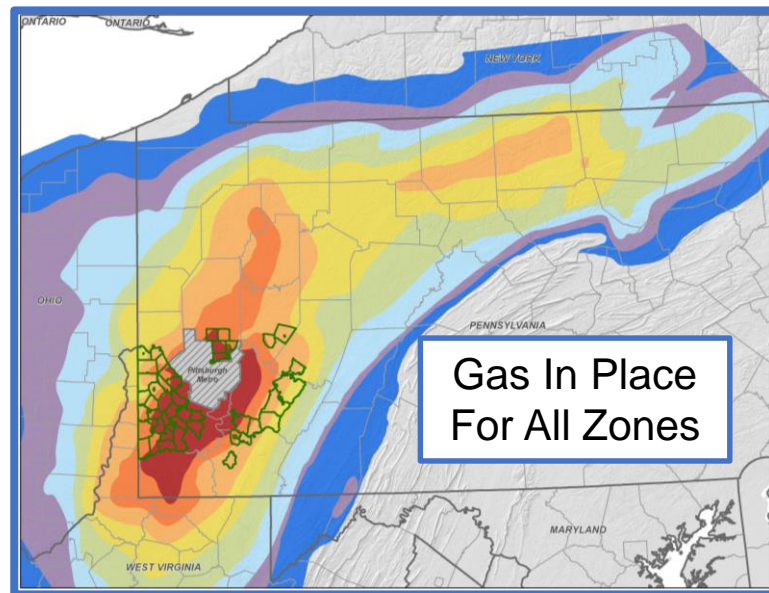 ONTARIO
ONTARIO
NEW YORK
OHIO
PENNSYLVANIA
Pittsburgh
Metro
Gas In Place
For All Zones
MARYLAND
WEST VIRGINIA